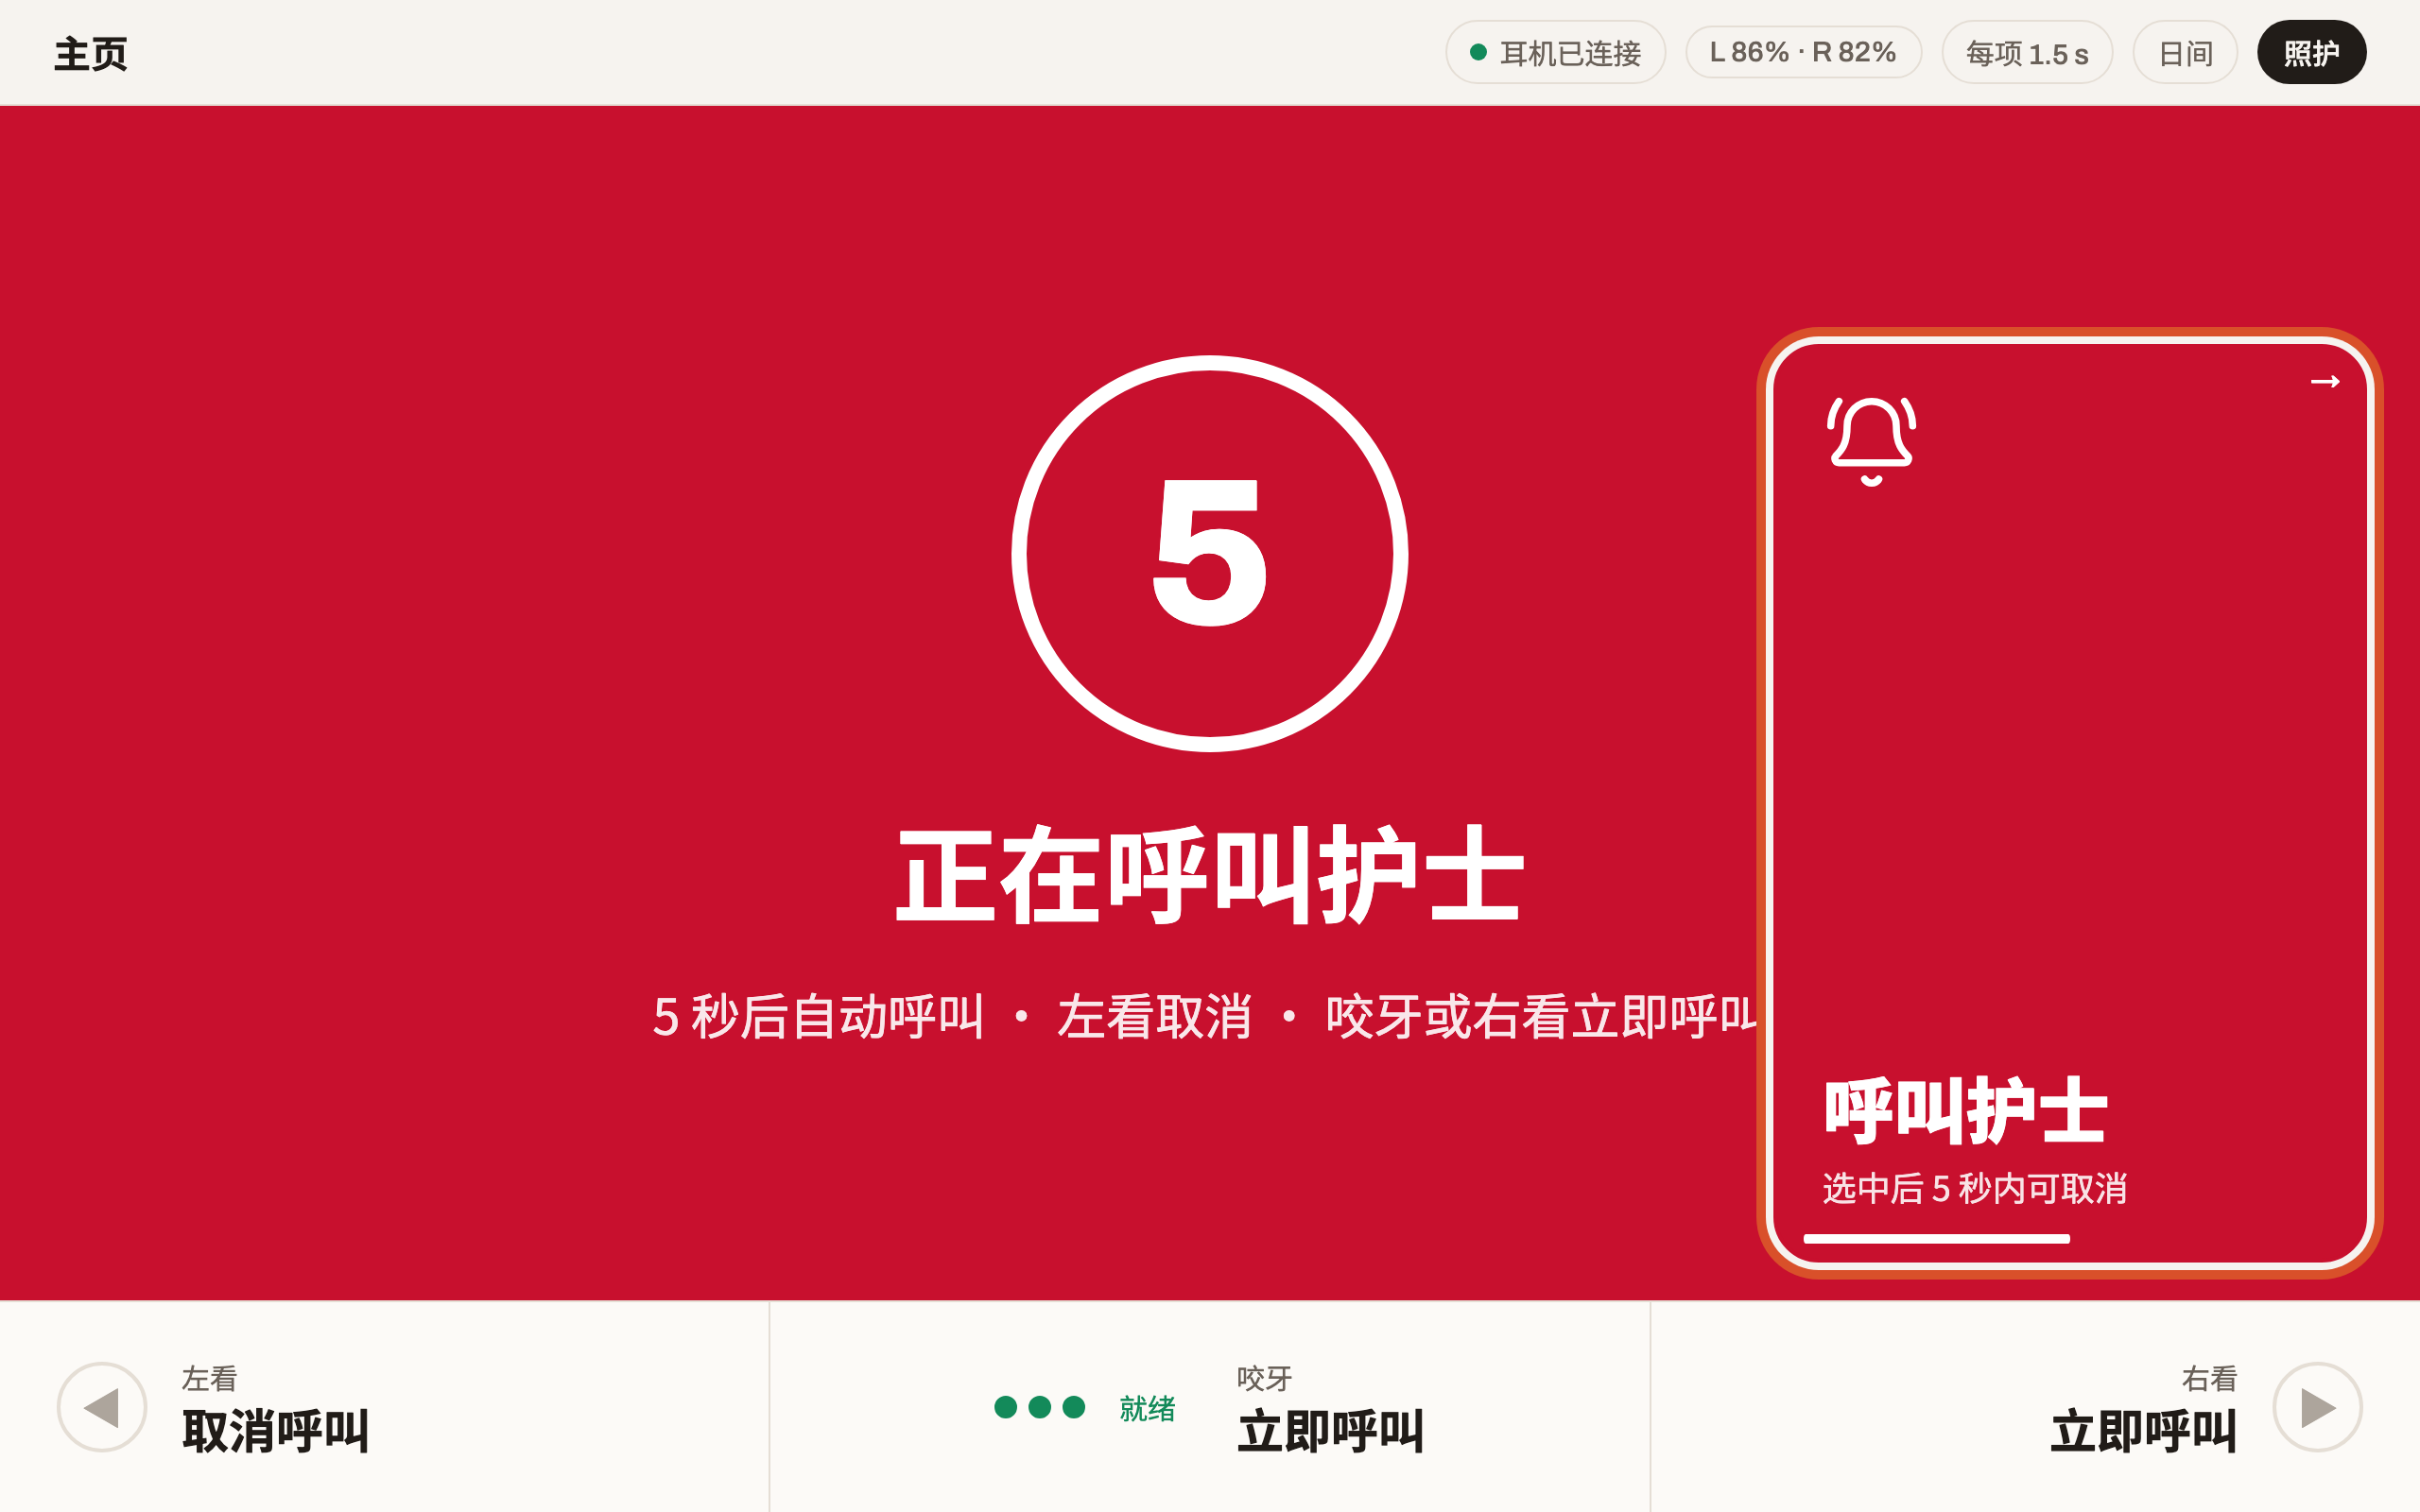 主页
耳机已连接
L 86% · R 82%
每项 1.5 s
日间
照护
→
5
正在呼叫护士
5 秒后自动呼叫 · 左看取消 · 咬牙或右看立即呼叫
呼叫护士
选中后 5 秒内可取消
左看
取消呼叫
就绪
咬牙
立即呼叫
右看
立即呼叫